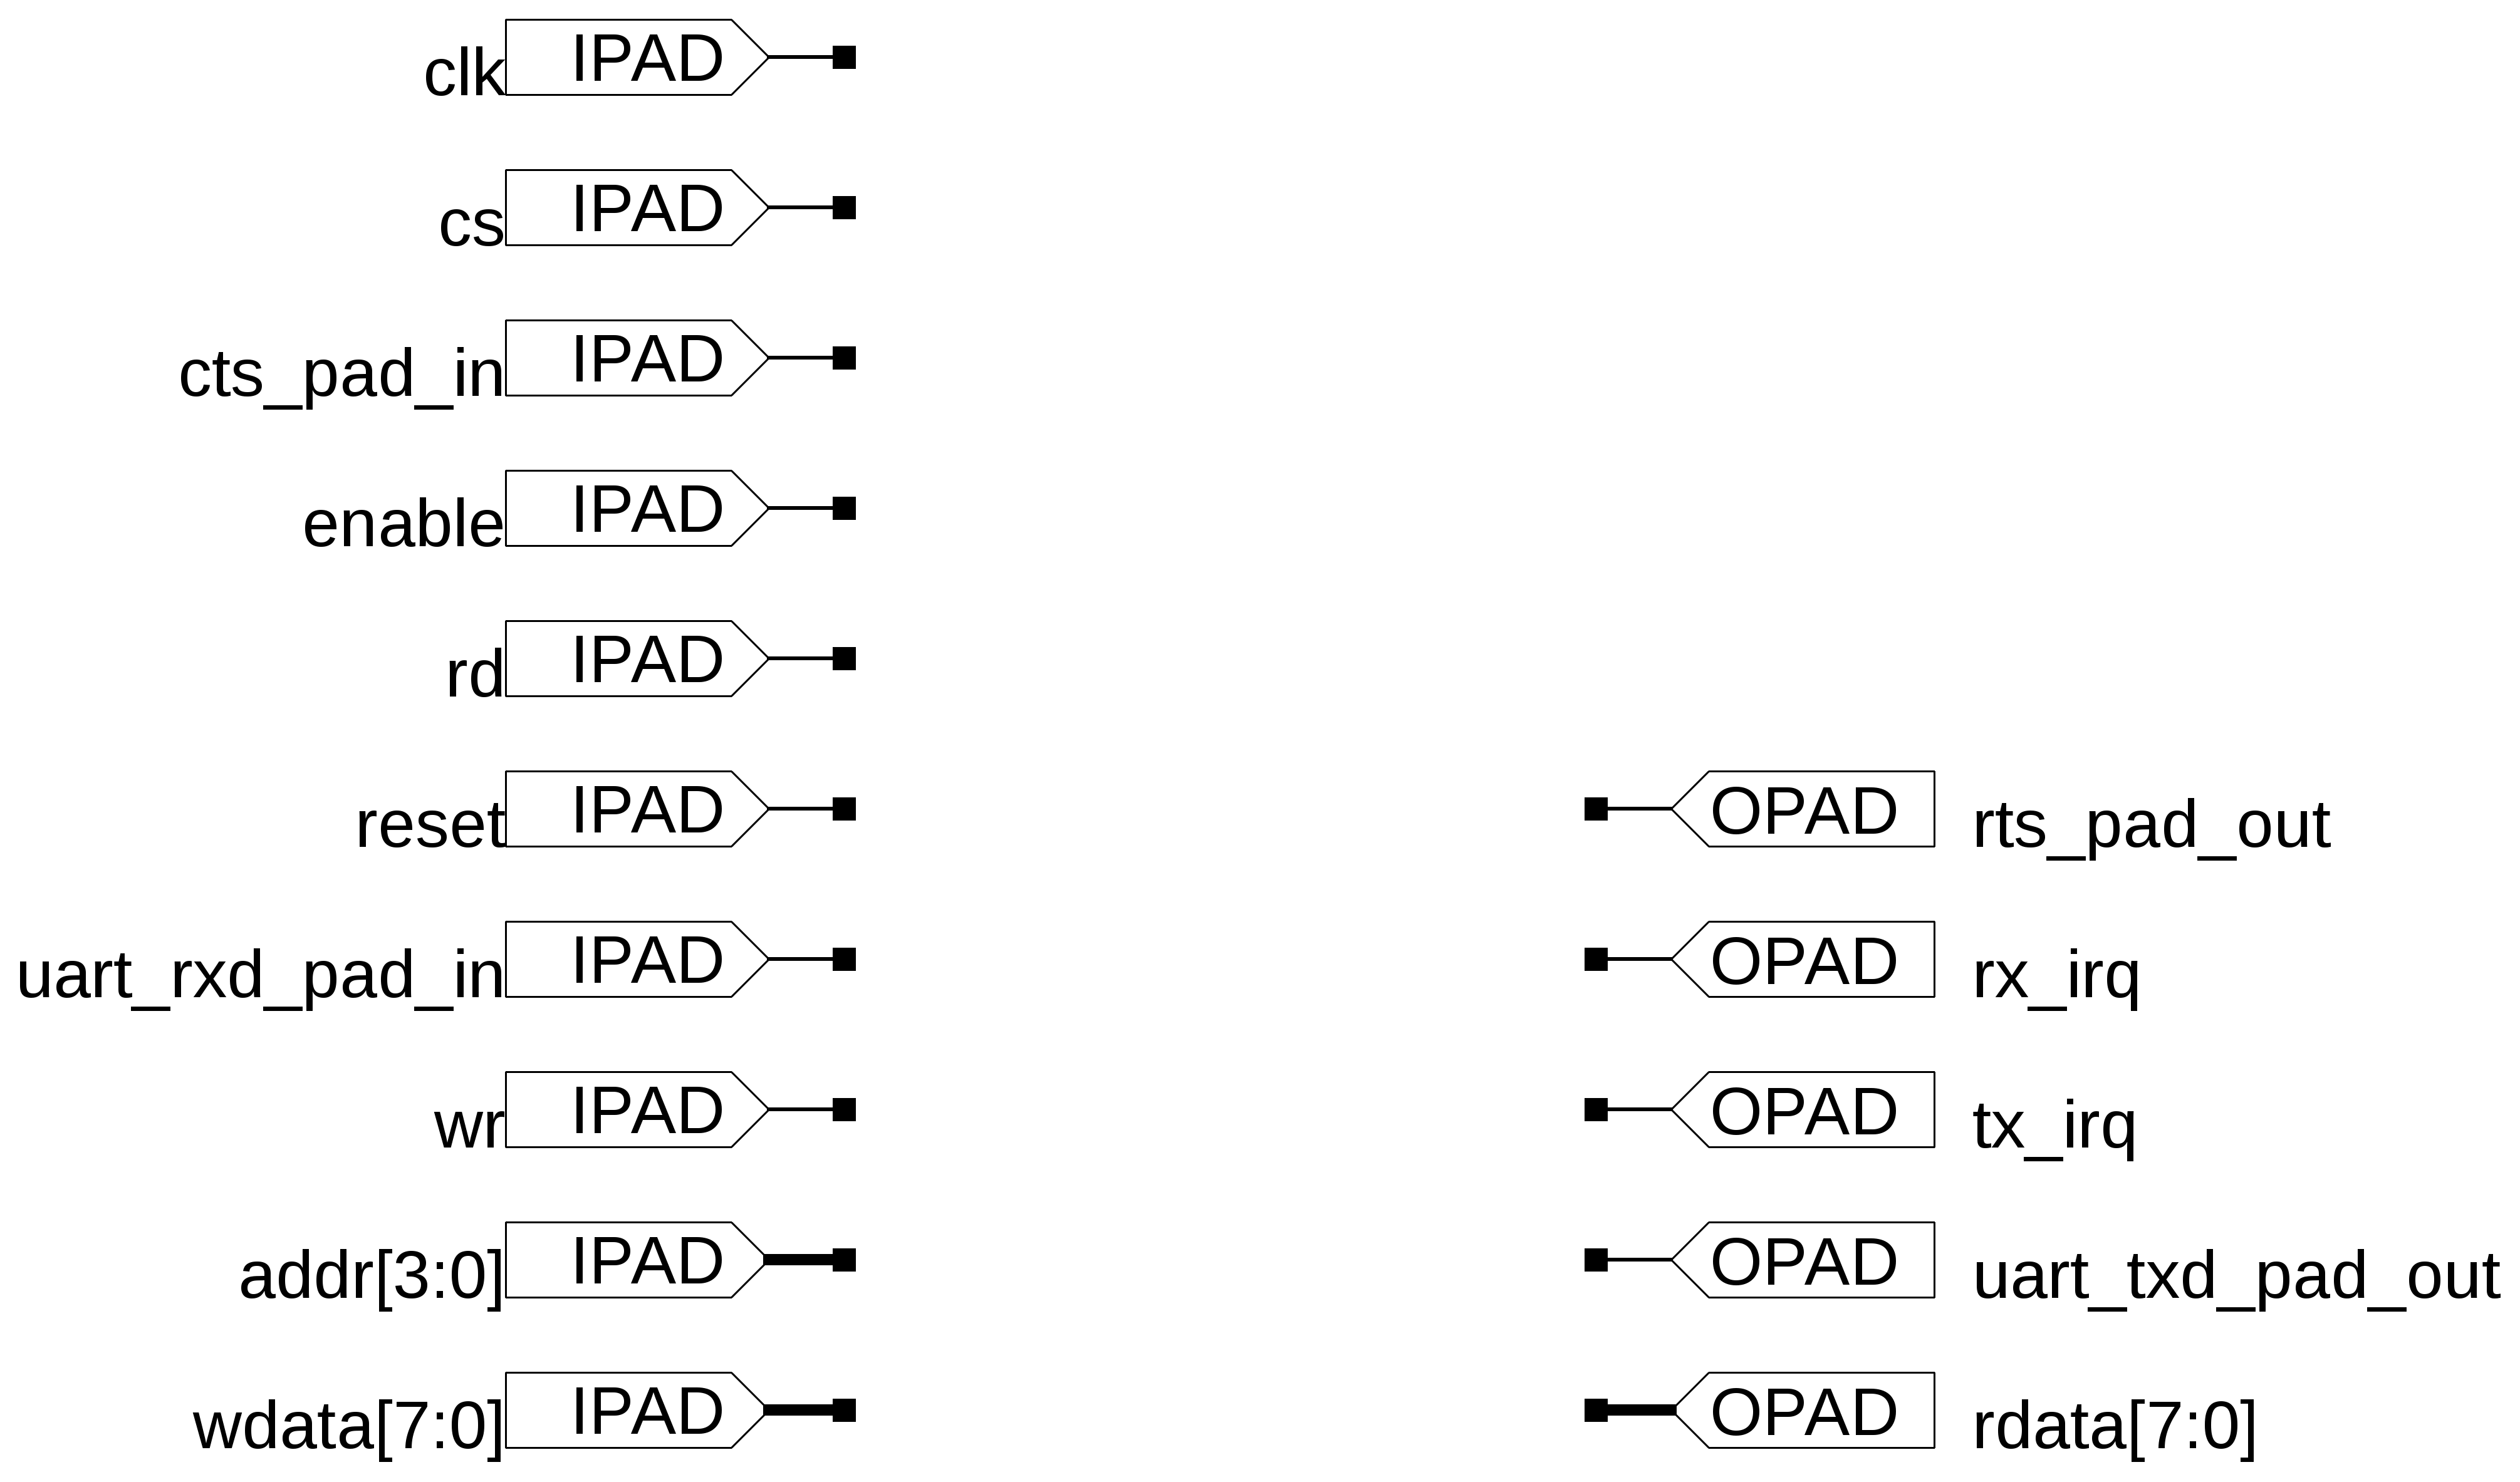 clk IPAD
cs IPAD
cts_pad_in IPAD
enable IPAD
rd IPAD
reset IPAD OPAD rts_pad_out
uart_rxd_pad_in IPAD OPAD rx_irq
wr IPAD OPAD tx_irq
addr[3:0] IPAD OPAD uart_txd_pad_out
wdata[7:0] IPAD OPAD rdata[7:0]